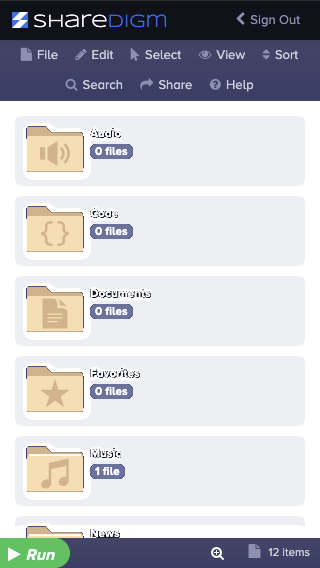 SHAREDIGM
Sign Out
File Edit Select View Sort
Search Share Help
Audio
0 files
Code
0 files
Documents
0 files
Favorites
0 files
Music
1 file
News
Run
12 items